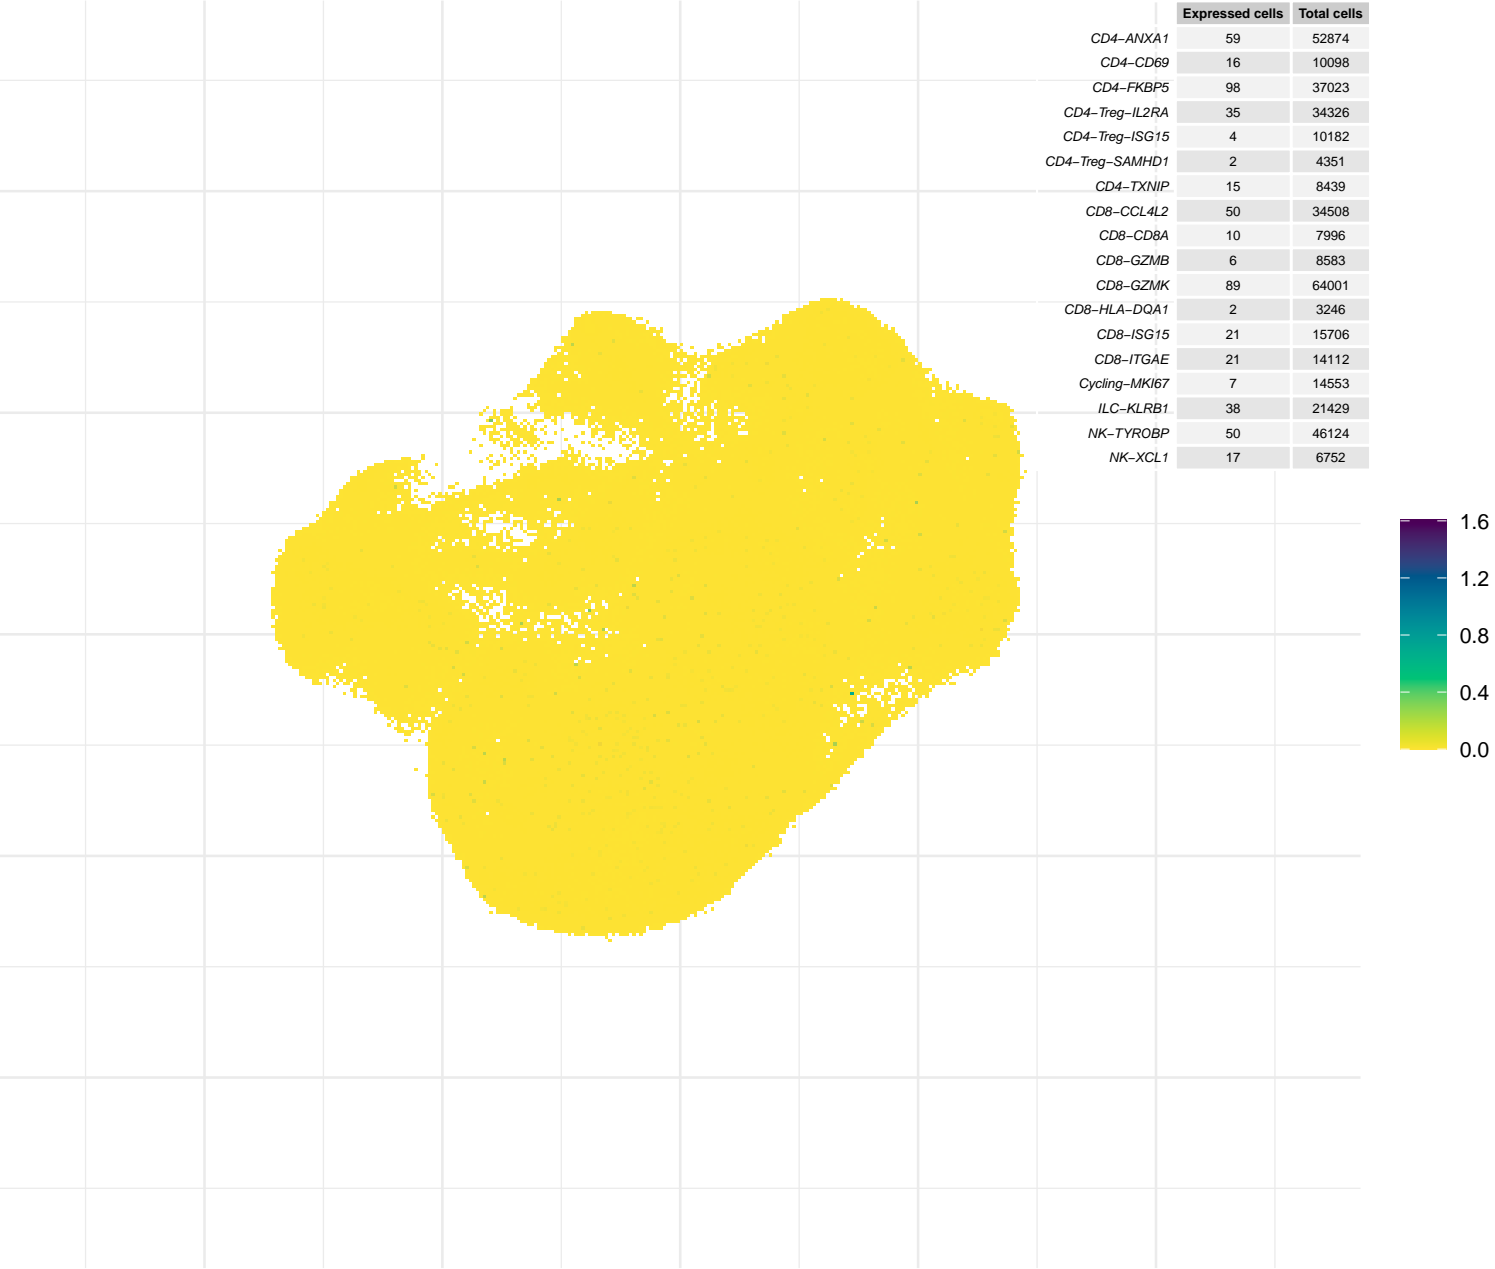 Expressed cells Total cells
CD4−ANXA1 59 52874
CD4−CD69 16 10098
CD4−FKBP5 98 37023
CD4−Treg−IL2RA 35 34326
CD4−Treg−ISG15 4 10182
CD4−Treg−SAMHD1 2 4351
CD4−TXNIP 15 8439
CD8−CCL4L2 50 34508
CD8−CD8A 10 7996
CD8−GZMB 6 8583
CD8−GZMK 89 64001
CD8−HLA−DQA1 2 3246
CD8−ISG15 21 15706
CD8−ITGAE 21 14112
Cycling−MKI67 7 14553
ILC−KLRB1 38 21429
NK−TYROBP 50 46124
NK−XCL1 17 6752
1.6
1.2
0.8
0.4
0.0